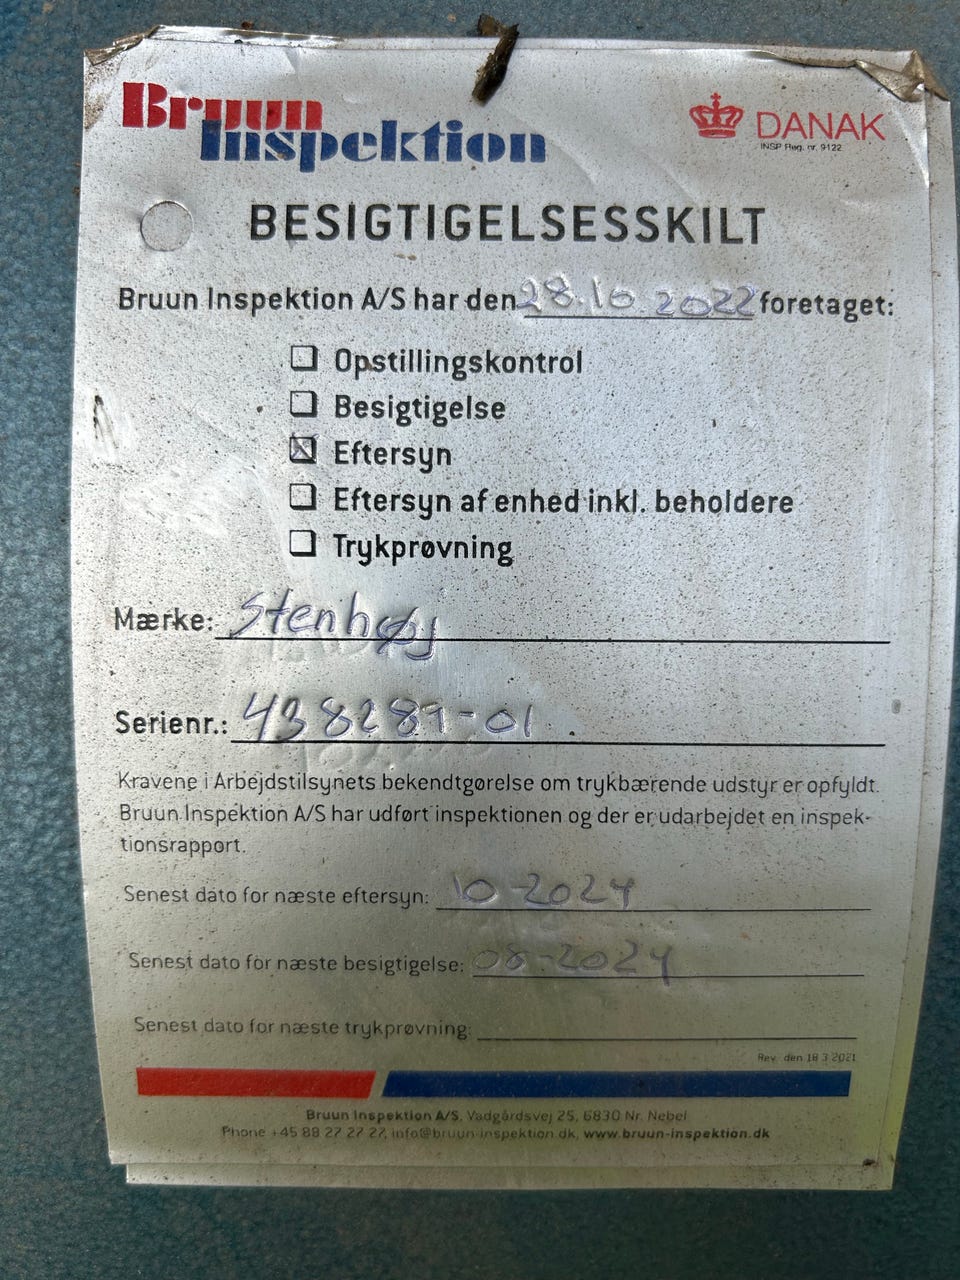 Bruun
Inspektion
DANAK
INSP Reg. nr. 9122
BESIGTIGELSESSKILT
Bruun Inspektion A/S har den 28.10.2022 foretaget:
Opstillingskontrol
Besigtigelse
Eftersyn
Eftersyn af enhed inkl. beholdere
Trykprøvning
Mærke: Stenhøj
Serienr.: 438289-01
Kravene i Arbejdstilsynets bekendtgørelse om trykbærende udstyr er opfyldt.
Bruun Inspektion A/S har udført inspektionen og der er udarbejdet en inspek-
tionsrapport.
Senest dato for næste eftersyn: 10-2024
Senest dato for næste besigtigelse: 08-2024
Senest dato for næste trykprøvning:
Rev. den 18 3 2021
Bruun Inspektion A/S, Vadgårdsvej 25, 6830 Nr. Nebel
Phone +45 88 27 27 27, info@bruun-inspektion.dk, www.bruun-inspektion.dk